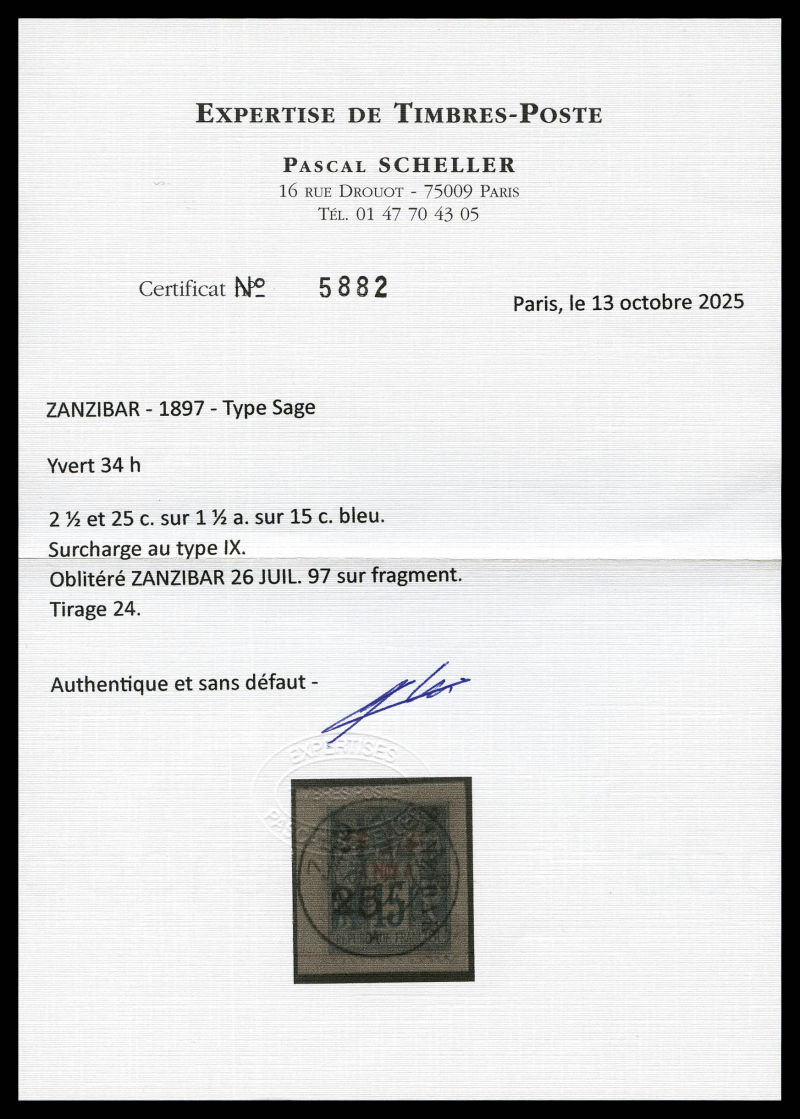 EXPERTISE DE TIMBRES-POSTE
PASCAL SCHELLER
16 RUE DROUOT - 75009 PARIS
TÉL. 01 47 70 43 05
Certificat Nº 5882
Paris, le 13 octobre 2025
ZANZIBAR - 1897 - Type Sage
Yvert 34 h
2 ½ et 25 c. sur 1 ½ a. sur 15 c. bleu.
Surcharge au type IX.
Oblitéré ZANZIBAR 26 JUIL. 97 sur fragment.
Tirage 24.
Authentique et sans défaut -
EXPERTISES
25 15